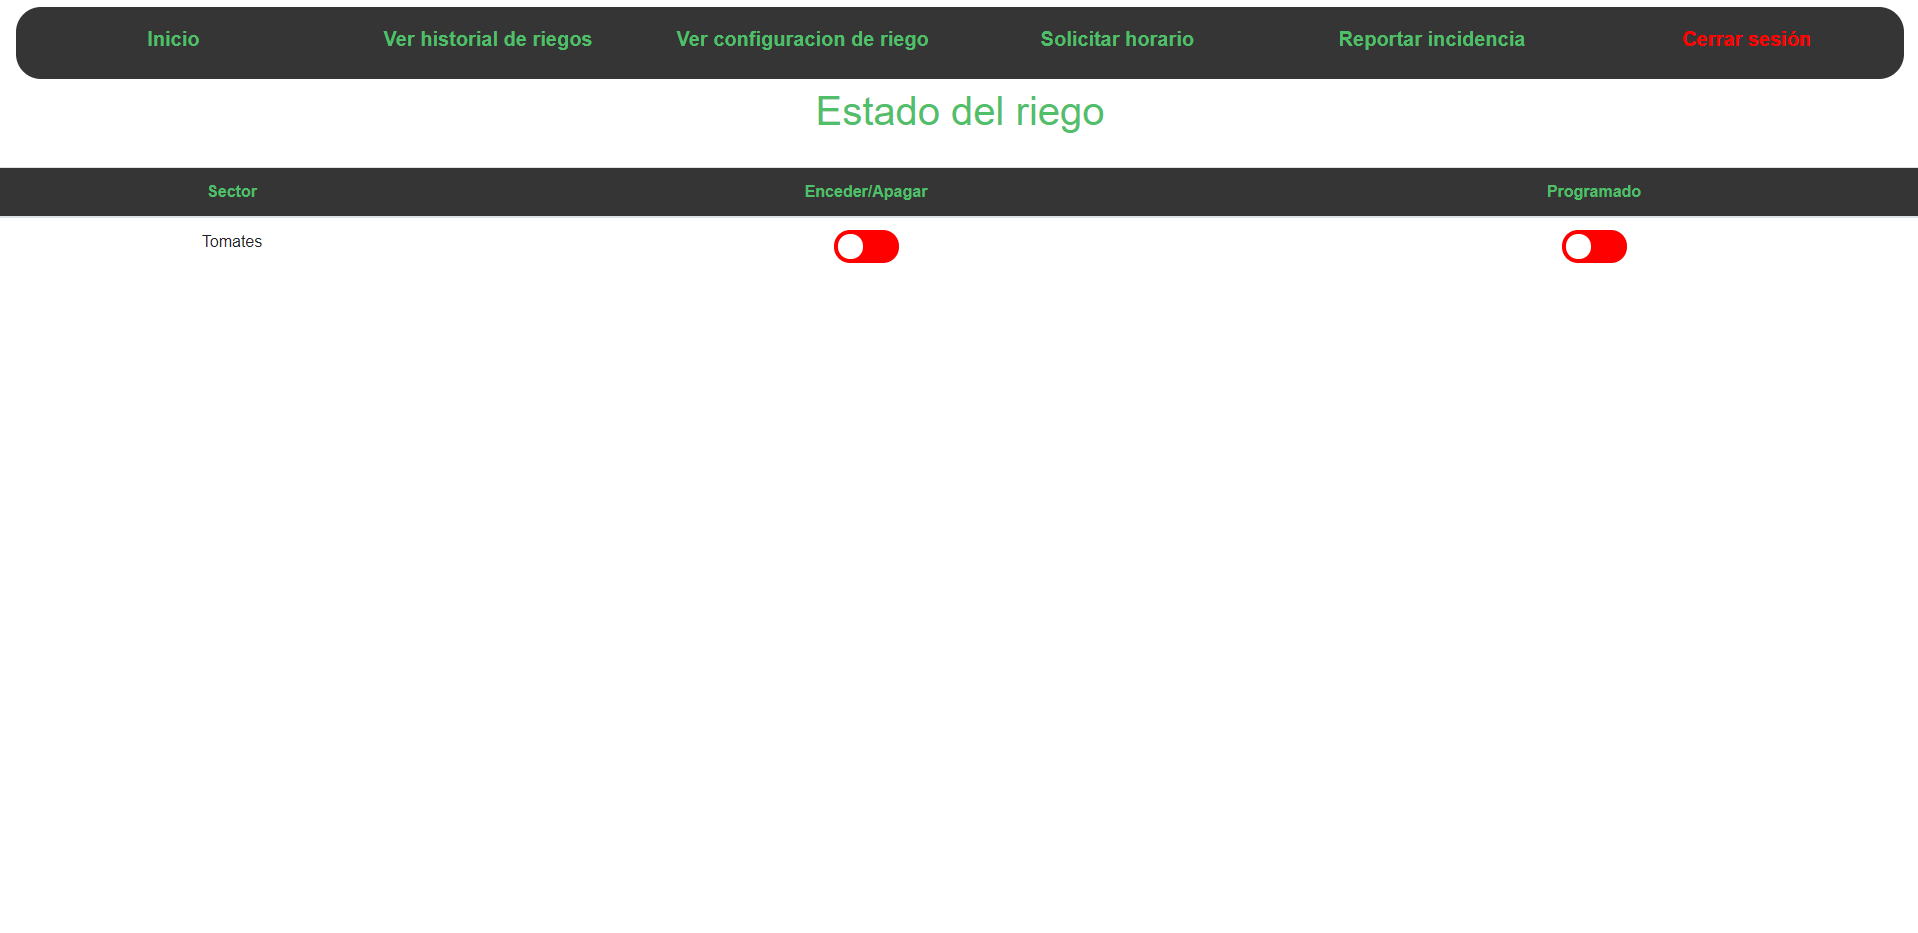 Inicio Ver historial de riegos Ver configuracion de riego Solicitar horario Reportar incidencia Cerrar sesión
Estado del riego
Sector Enceder/Apagar Programado
Tomates